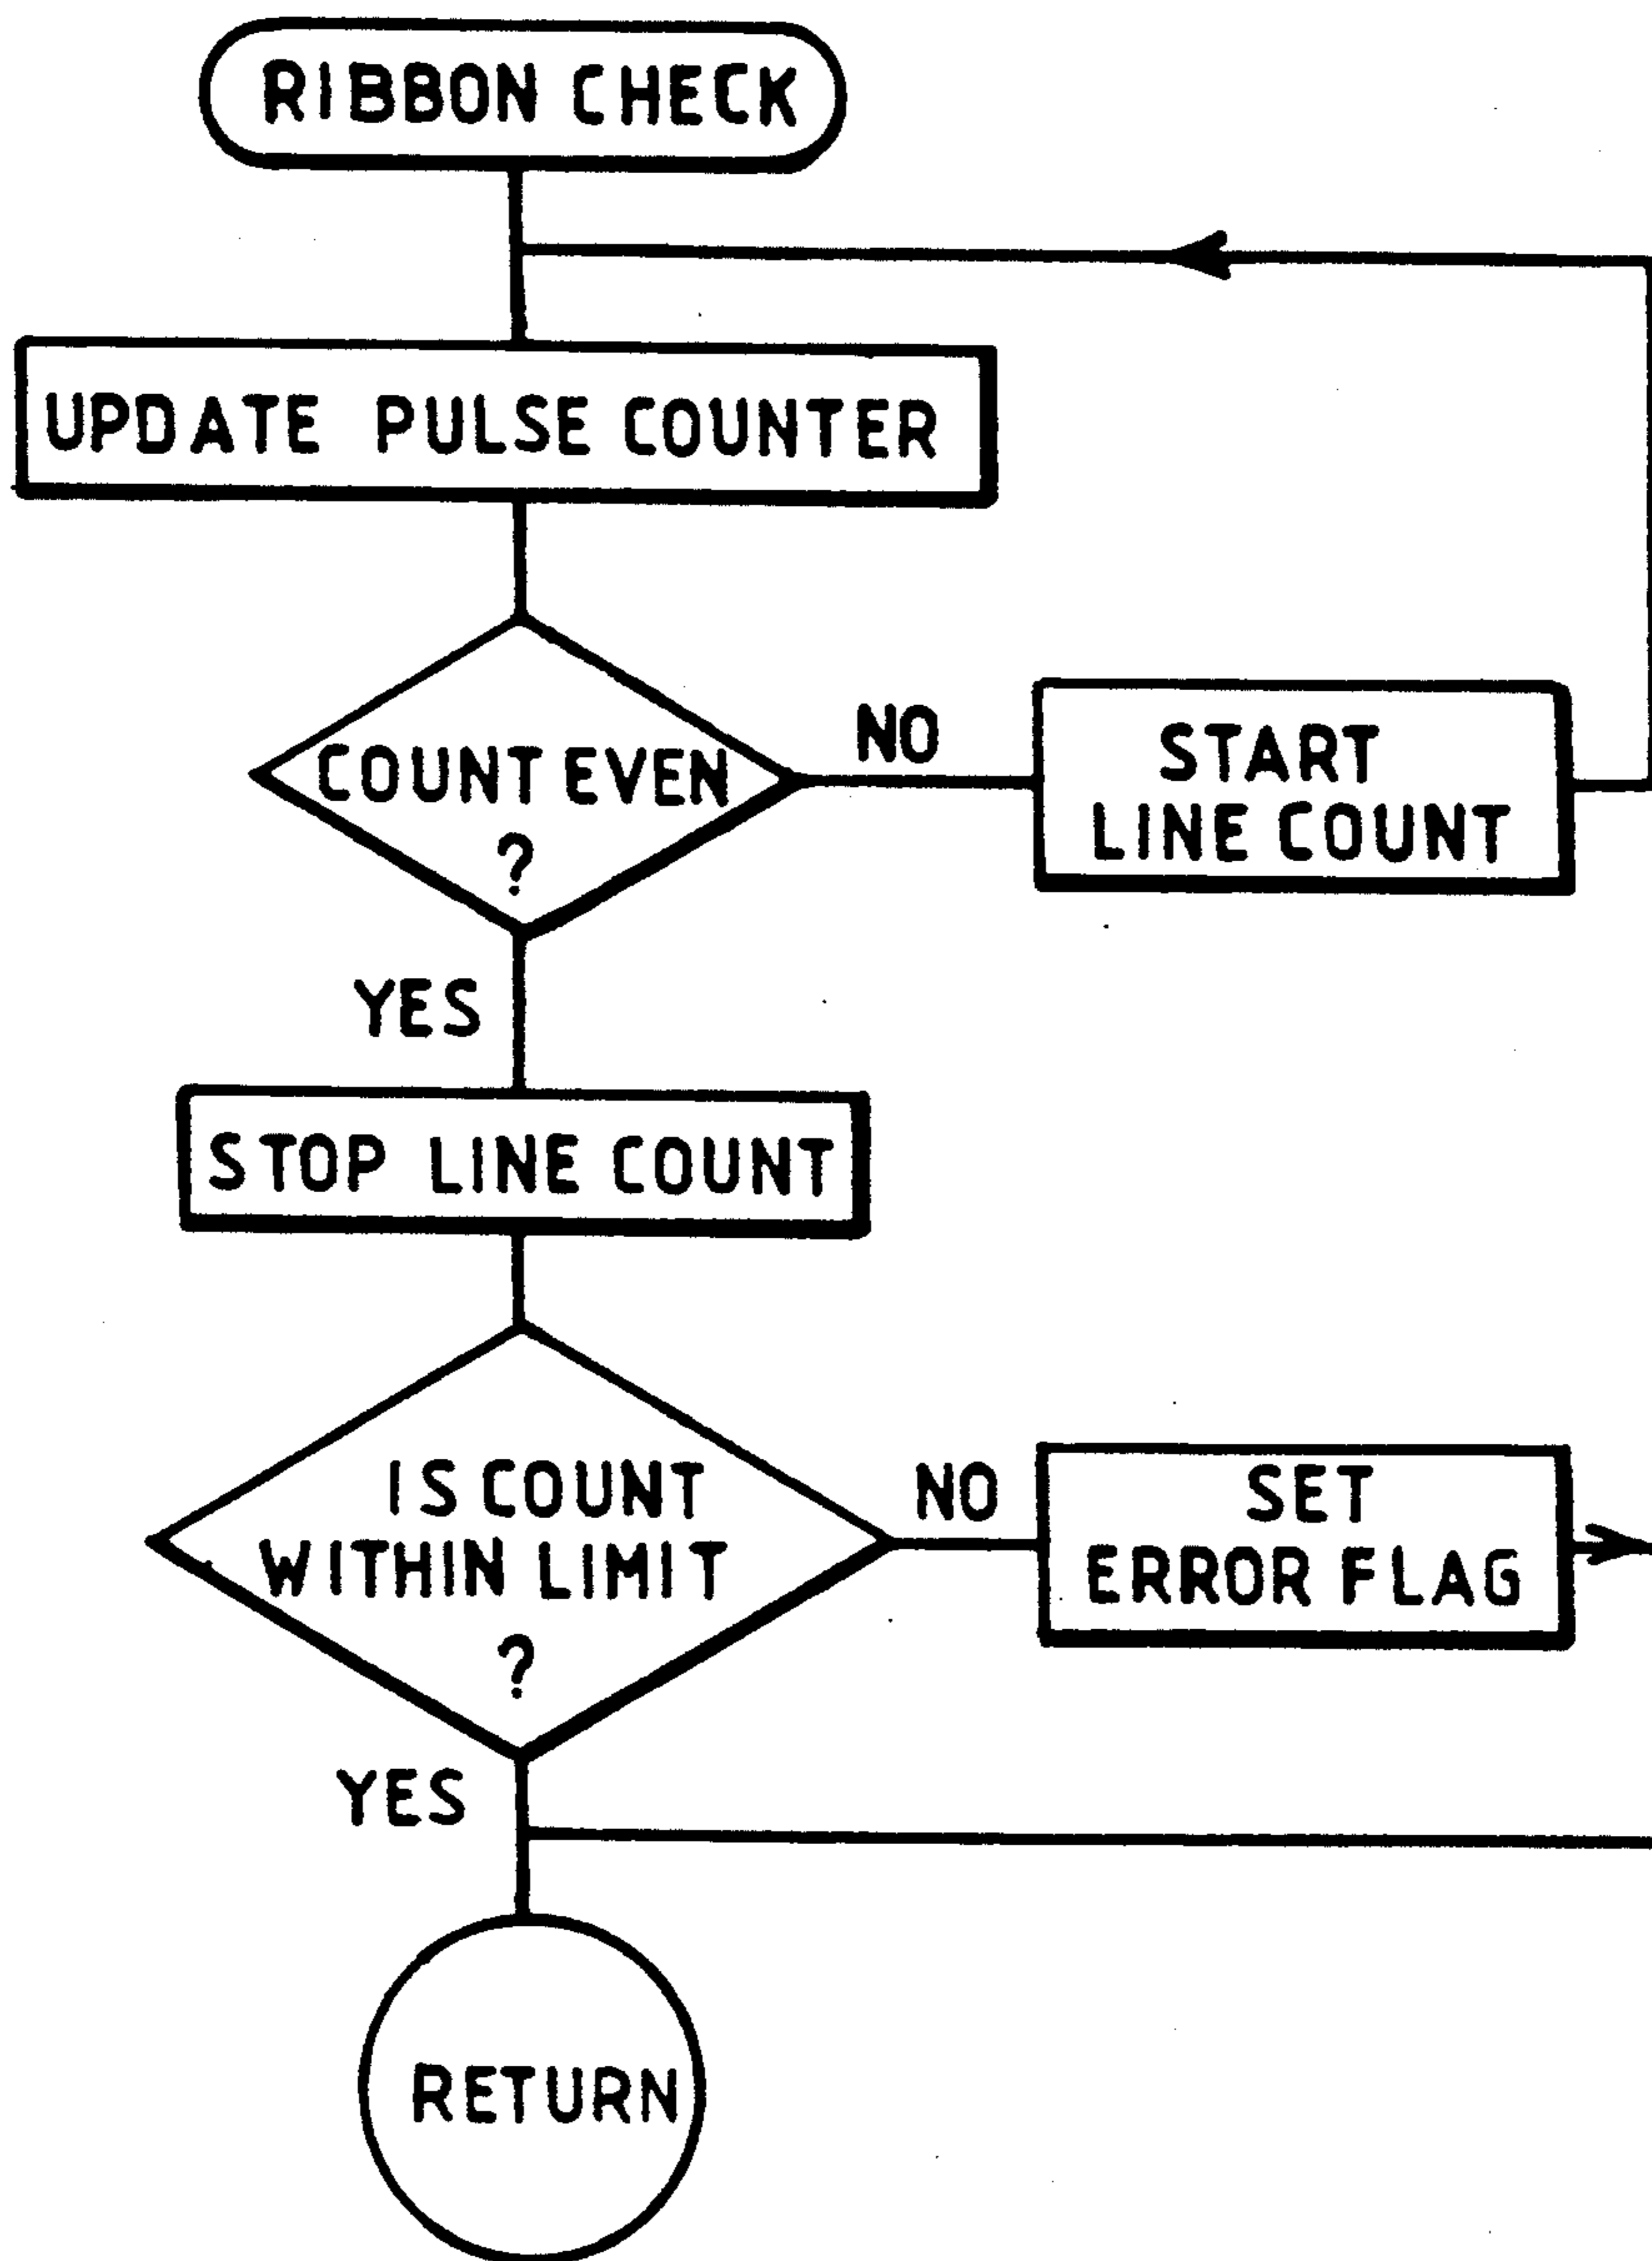 RIBBON CHECK
UPDATE PULSE COUNTER
COUNT EVEN
?
NO
START
LINE COUNT
YES
STOP LINE COUNT
IS COUNT
WITHIN LIMIT
?
NO
SET
ERROR FLAG
YES
RETURN